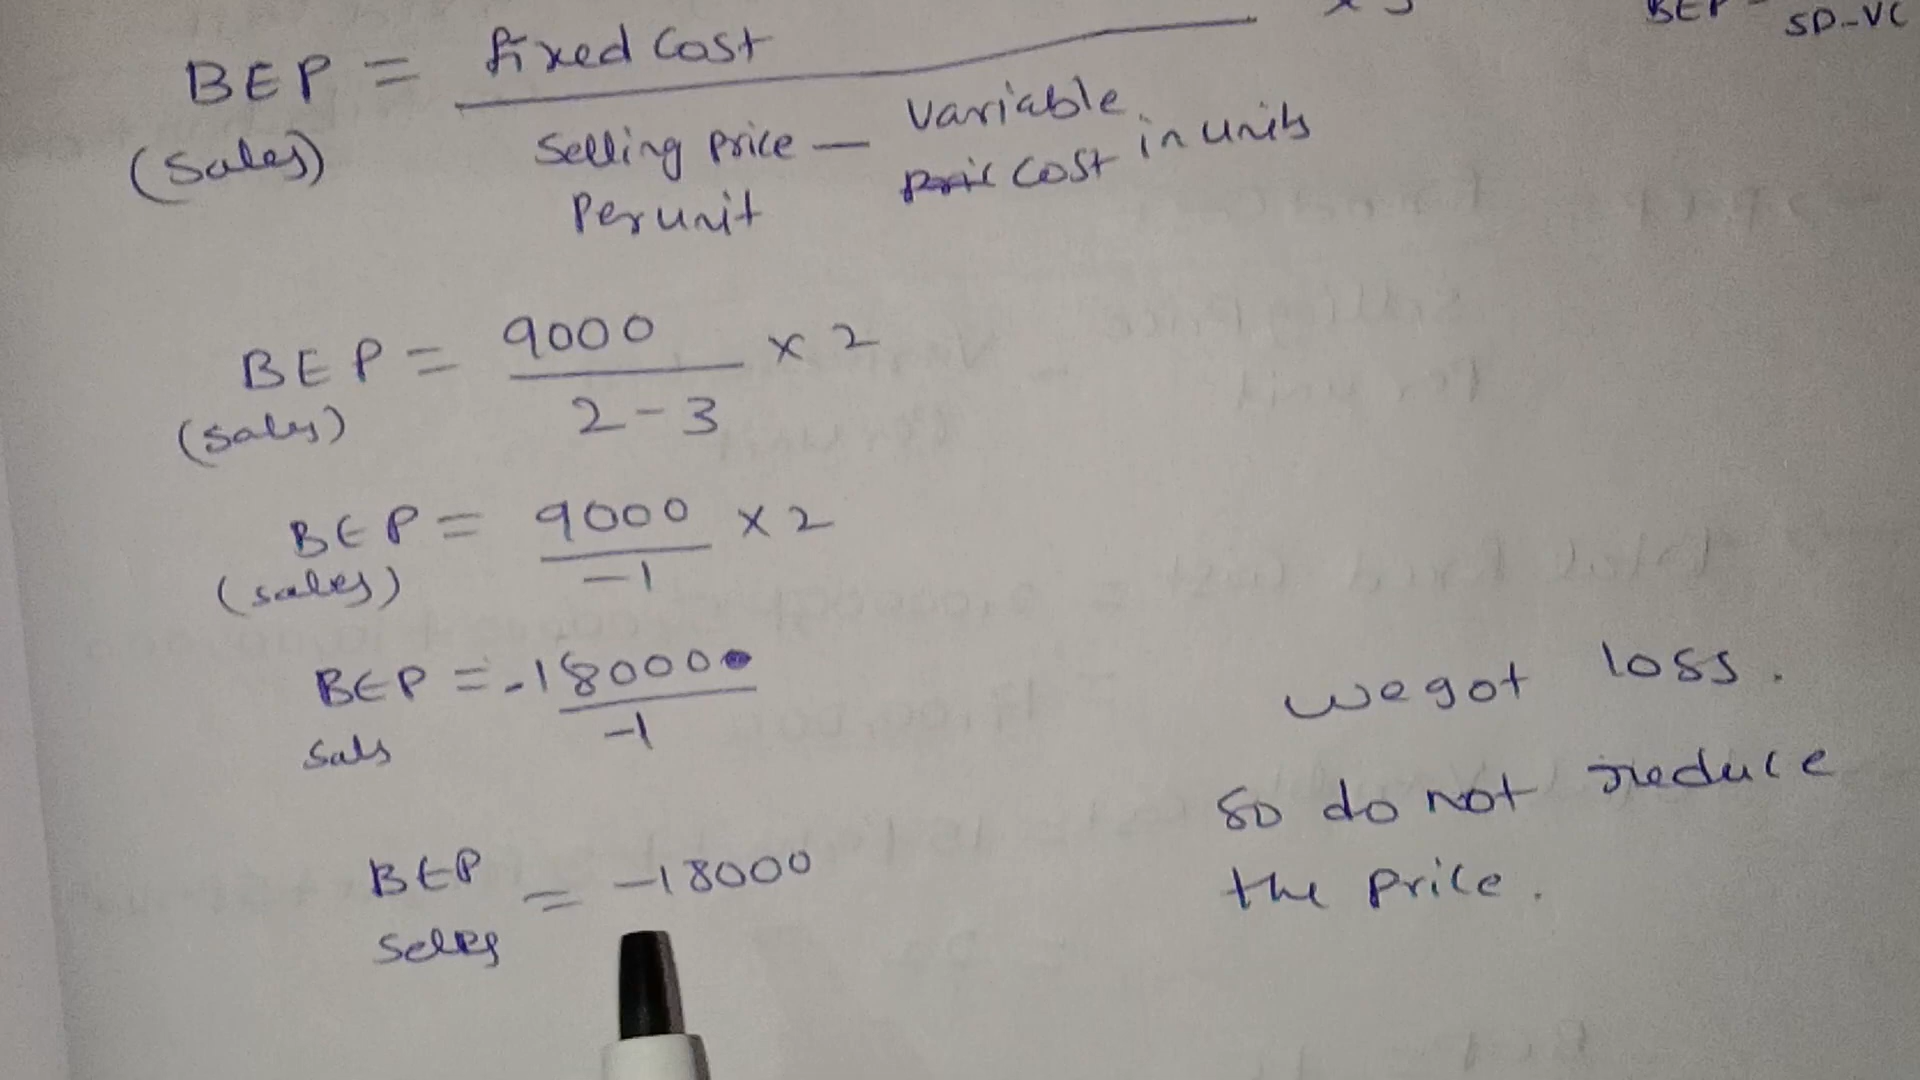 BEP = fixed Cost
(Sales)
Selling price — variable cost in units
Per unit
SP-VC
BEP = 9000 x 2
(sales)
2-3
BEP = 9000 x 2
(sales)
-1
BEP = -18000
Sals
-1
BEP = -18000
Sales
we got loss.
So do not reduce
the price.